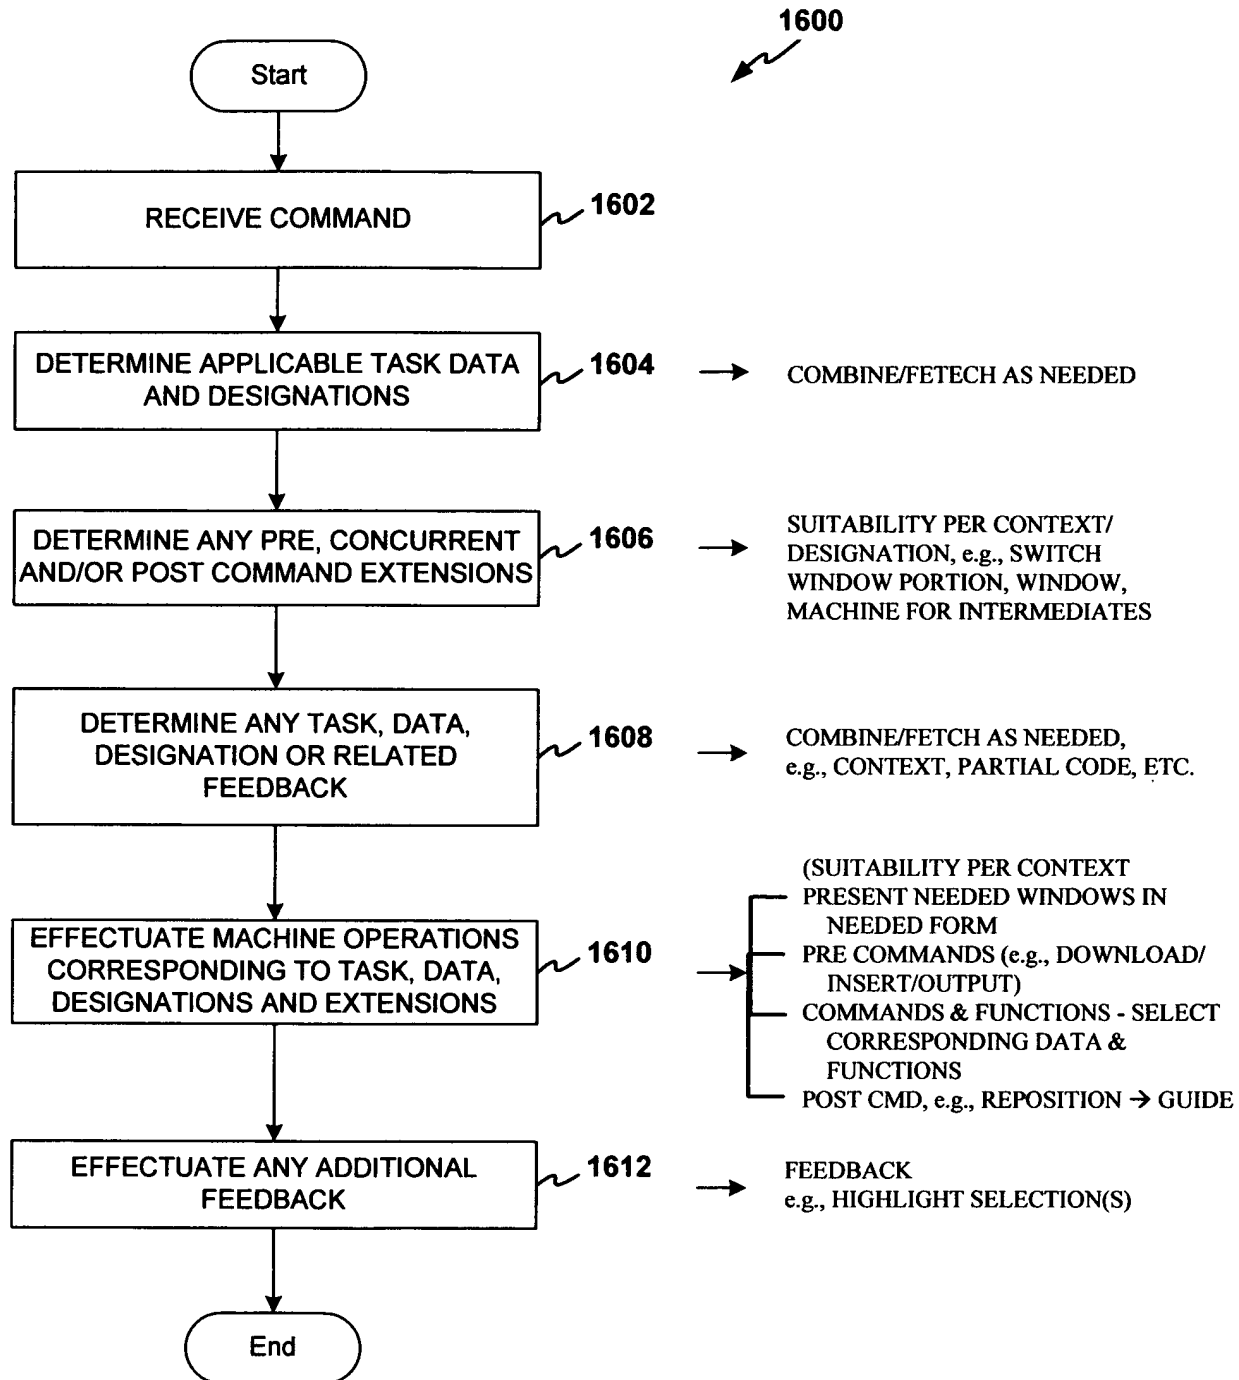 1600
Start
RECEIVE COMMAND
1602
DETERMINE APPLICABLE TASK DATA
AND DESIGNATIONS
1604
COMBINE/FETECH AS NEEDED
DETERMINE ANY PRE, CONCURRENT
AND/OR POST COMMAND EXTENSIONS
1606
SUITABILITY PER CONTEXT/
DESIGNATION, e.g., SWITCH
WINDOW PORTION, WINDOW,
MACHINE FOR INTERMEDIATES
DETERMINE ANY TASK, DATA,
DESIGNATION OR RELATED
FEEDBACK
1608
COMBINE/FETCH AS NEEDED,
e.g., CONTEXT, PARTIAL CODE, ETC.
EFFECTUATE MACHINE OPERATIONS
CORRESPONDING TO TASK, DATA,
DESIGNATIONS AND EXTENSIONS
1610
(SUITABILITY PER CONTEXT
PRESENT NEEDED WINDOWS IN
NEEDED FORM
PRE COMMANDS (e.g., DOWNLOAD/
INSERT/OUTPUT)
COMMANDS & FUNCTIONS - SELECT
CORRESPONDING DATA &
FUNCTIONS
POST CMD, e.g., REPOSITION → GUIDE
EFFECTUATE ANY ADDITIONAL
FEEDBACK
1612
FEEDBACK
e.g., HIGHLIGHT SELECTION(S)
End